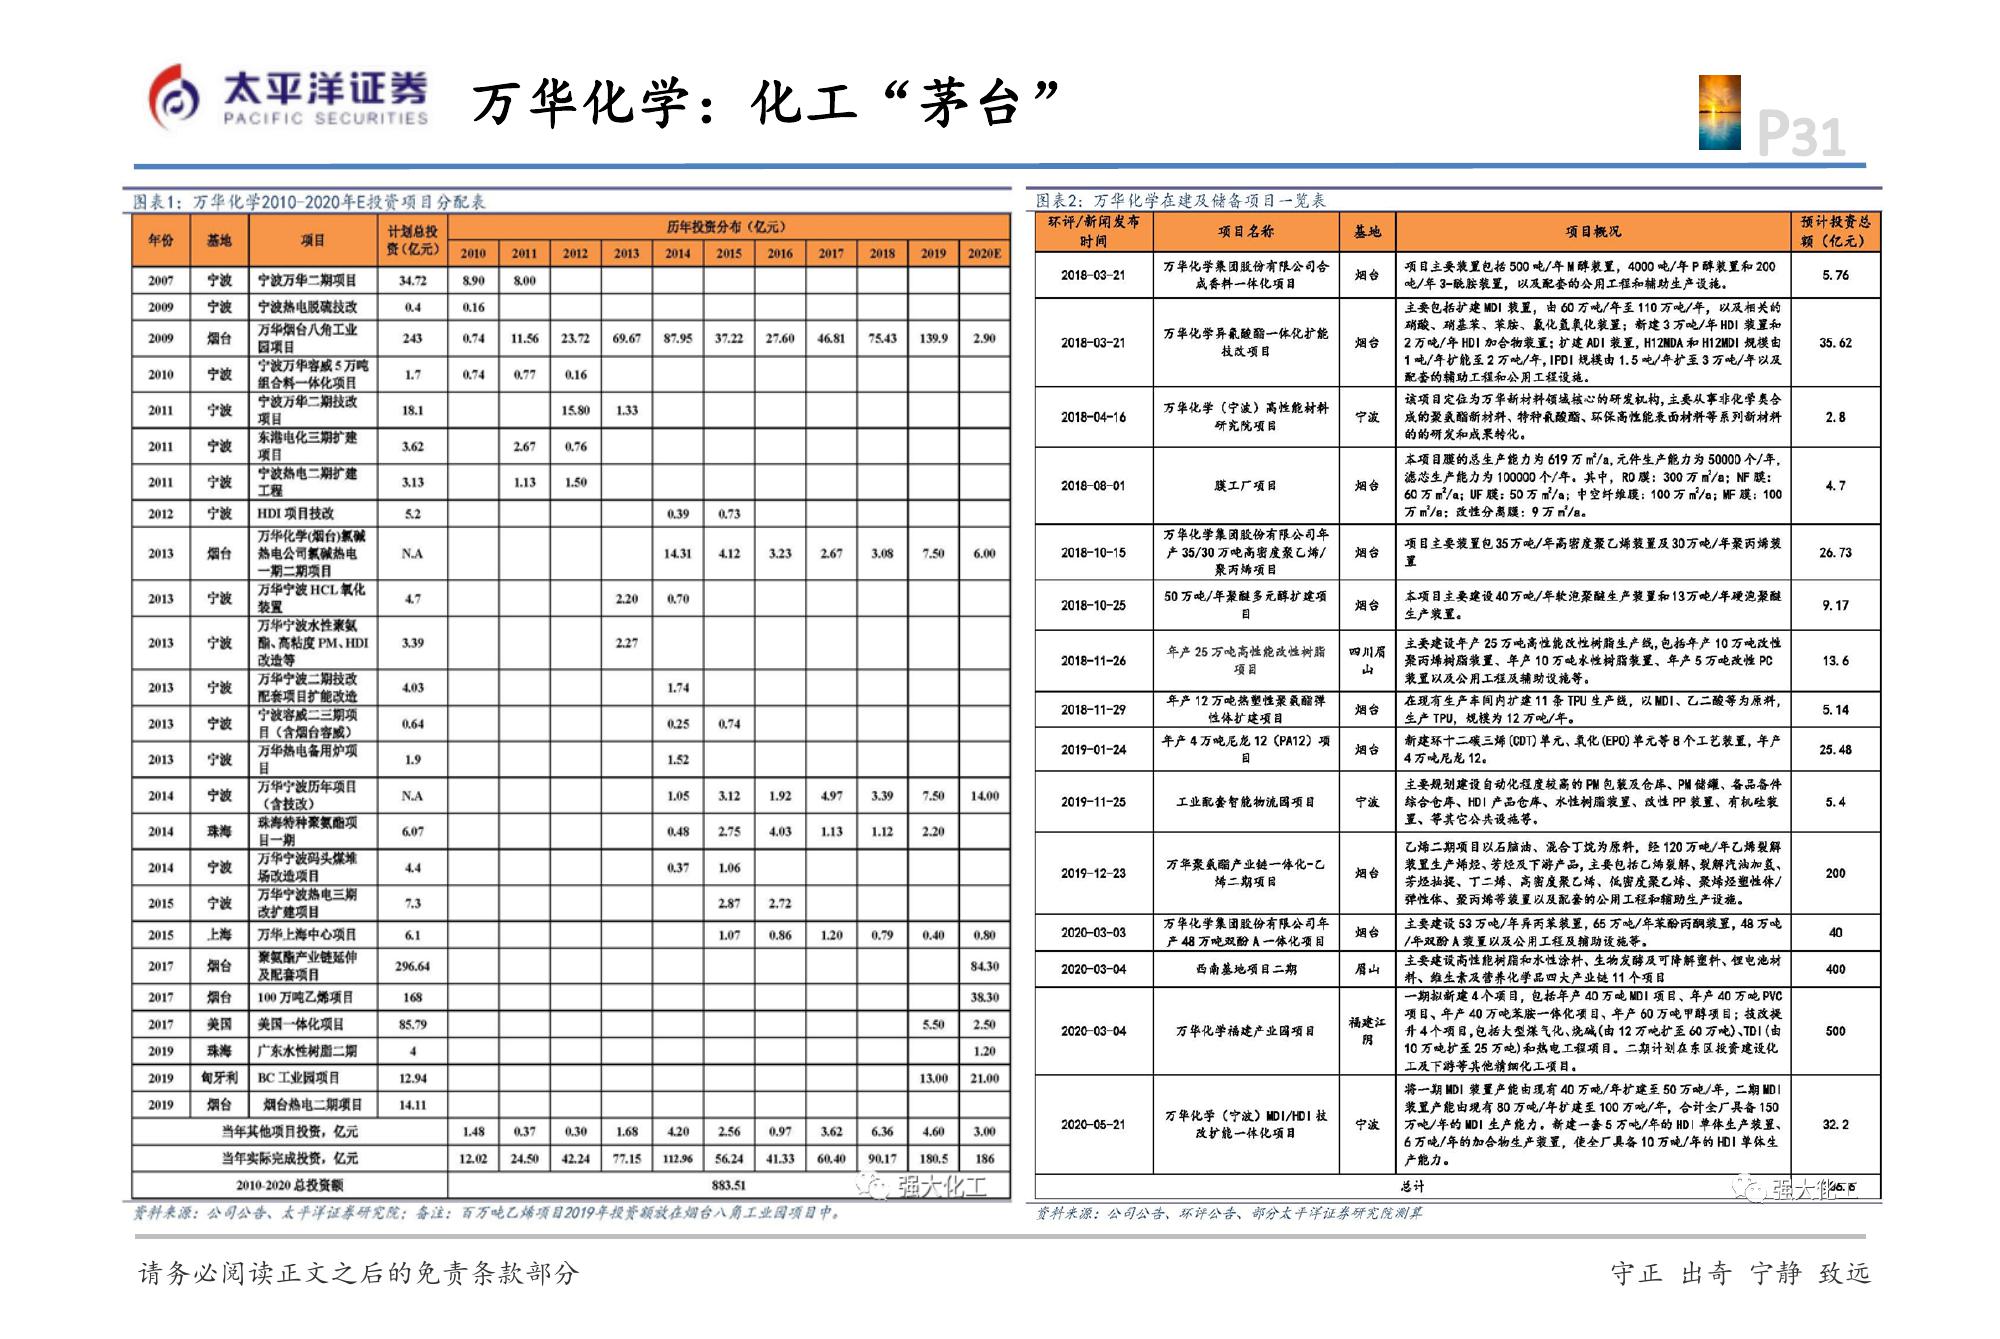 太平洋证券
PACIFIC SECURITIES
万华化学：化工“茅台”
P31
图表1：万华化学2010-2020年E投资项目分配表
年份 基地 项目 计划总投资(亿元) 历年投资分布（亿元）
2010 2011 2012 2013 2014 2015 2016 2017 2018 2019 2020E
2007 宁波 宁波万华二期项目 34.72 8.90 8.00
2009 宁波 宁波热电脱硫技改 0.4 0.16
2009 烟台 万华烟台八角工业园项目 243 0.74 11.56 23.72 69.67 87.95 37.22 27.60 46.81 75.43 139.9 2.90
2010 宁波 宁波万华容威5万吨组合料一体化项目 1.7 0.74 0.77 0.16
2011 宁波 宁波万华二期技改项目 18.1 15.80 1.33
2011 宁波 东港电化三期扩建项目 3.62 2.67 0.76
2011 宁波 宁波热电二期扩建工程 3.13 1.13 1.50
2012 宁波 HDI项目技改 5.2 0.39 0.73
2013 烟台 万华化学(烟台)氯碱热电公司氯碱热电一期二期项目 N.A 14.31 4.12 3.23 2.67 3.08 7.50 6.00
2013 宁波 万华宁波HCL氧化装置 4.7 2.20 0.70
2013 宁波 万华宁波水性聚氨酯、高粘度PM、HDI改造等 3.39 2.27
2013 宁波 万华宁波二期技改配套项目扩能改造 4.03 1.74
2013 宁波 宁波容威二三期项目（含烟台容威） 0.64 0.25 0.74
2013 宁波 万华热电备用炉项目 1.9 1.52
2014 宁波 万华宁波历年项目（含技改） N.A 1.05 3.12 1.92 4.97 3.39 7.50 14.00
2014 珠海 珠海特种聚氨酯项目一期 6.07 0.48 2.75 4.03 1.13 1.12 2.20
2014 宁波 万华宁波码头煤堆场改造项目 4.4 0.37 1.06
2015 宁波 万华宁波热电三期改扩建项目 7.3 2.87 2.72
2015 上海 万华上海中心项目 6.1 1.07 0.86 1.20 0.79 0.40 0.80
2017 烟台 聚氨酯产业链延伸及配套项目 296.64 84.30
2017 烟台 100万吨乙烯项目 168 38.30
2017 美国 美国一体化项目 85.79 5.50 2.50
2019 珠海 广东水性树脂二期 4 1.20
2019 匈牙利 BC工业园项目 12.94 13.00 21.00
2019 烟台 烟台热电二期项目 14.11
当年其他项目投资，亿元 1.48 0.37 0.30 1.68 4.20 2.56 0.97 3.62 6.36 4.60 3.00
当年实际完成投资，亿元 12.02 24.50 42.24 77.15 112.96 56.24 41.33 60.40 90.17 180.5 186
2010-2020总投资额 883.51
强大化工
资料来源：公司公告、太平洋证券研究院；备注：百万吨乙烯项目2019年投资额放在烟台八角工业园项目中。
图表2：万华化学在建及储备项目一览表
环评/新闻发布时间 项目名称 基地 项目概况 预计投资总额（亿元）
2018-03-21 万华化学集团股份有限公司合成香料一体化项目 烟台 项目主要装置包括500吨/年M醇装置，4000吨/年P醇装置和200吨/年3-酰胺装置，以及配套的公用工程和辅助生产设施。 5.76
2018-03-21 万华化学异氰酸酯一体化扩能技改项目 烟台 主要包括扩建MDI装置，由60万吨/年至110万吨/年，以及相关的硝酸、硝基苯、苯胺、氯化氢氧化装置；新建3万吨/年HDI装置和2万吨/年HDI加合物装置；扩建ADI装置，H12MDA和H12MDI规模由1吨/年扩能至2万吨/年，IPDI规模由1.5吨/年扩至3万吨/年以及配套的辅助工程和公用工程设施。 35.62
2018-04-16 万华化学（宁波）高性能材料研究院项目 宁波 该项目定位为万华新材料领域核心的研发机构，主要从事非化学类合成的聚氨酯新材料、特种氰酸酯、环保高性能表面材料等系列新材料的的研发和成果转化。 2.8
2018-08-01 膜工厂项目 烟台 本项目膜的总生产能力为619万㎡/a，元件生产能力为50000个/年，滤芯生产能力为100000个/年。其中，RO膜：300万㎡/a；NF膜：60万㎡/a；UF膜：50万㎡/a；中空纤维膜：100万㎡/a；MF膜：100万㎡/a；改性分离膜：9万㎡/a。 4.7
2018-10-15 万华化学集团股份有限公司年产35/30万吨高密度聚乙烯/聚丙烯项目 烟台 项目主要装置包35万吨/年高密度聚乙烯装置及30万吨/年聚丙烯装置 26.73
2018-10-25 50万吨/年聚醚多元醇扩建项目 烟台 本项目主要建设40万吨/年软泡聚醚生产装置和13万吨/年硬泡聚醚生产装置。 9.17
2018-11-26 年产25万吨高性能改性树脂项目 四川眉山 主要建设年产25万吨高性能改性树脂生产线，包括年产10万吨改性聚丙烯树脂装置、年产10万吨水性树脂装置、年产5万吨改性PC装置以及公用工程及辅助设施等。 13.6
2018-11-29 年产12万吨热塑性聚氨酯弹性体扩建项目 烟台 在现有生产车间内扩建11条TPU生产线，以MDI、乙二酸等为原料，生产TPU，规模为12万吨/年。 5.14
2019-01-24 年产4万吨尼龙12（PA12）项目 烟台 新建环十二碳三烯(CDT)单元、氧化(EPO)单元等8个工艺装置，年产4万吨尼龙12。 25.48
2019-11-25 工业配套智能物流园项目 宁波 主要规划建设自动化程度较高的PM包装及仓库、PM储罐、备品备件综合仓库、HDI产品仓库、水性树脂装置、改性PP装置、有机硅装置、等其它公共设施等。 5.4
2019-12-23 万华聚氨酯产业链一体化-乙烯二期项目 烟台 乙烯二期项目以石脑油、混合丁烷为原料，经120万吨/年乙烯裂解装置生产烯烃、芳烃及下游产品，主要包括乙烯裂解、裂解汽油加氢、芳烃抽提、丁二烯、高密度聚乙烯、低密度聚乙烯、聚烯烃塑性体/弹性体、聚丙烯等装置以及配套的公用工程和辅助生产设施。 200
2020-03-03 万华化学集团股份有限公司年产48万吨双酚A一体化项目 烟台 主要建设53万吨/年异丙苯装置，65万吨/年苯酚丙酮装置，48万吨/年双酚A装置以及公用工程及辅助设施等。 40
2020-03-04 西南基地项目二期 眉山 主要建设高性能树脂和水性涂料、生物发酵及可降解塑料、锂电池材料、维生素及营养化学品四大产业链11个项目 400
2020-03-04 万华化学福建产业园项目 福建江阴 一期拟新建4个项目，包括年产40万吨MDI项目、年产40万吨PVC项目、年产40万吨苯胺一体化项目、年产60万吨甲醇项目；技改提升4个项目，包括大型煤气化、烧碱(由12万吨扩至60万吨)、TDI(由10万吨扩至25万吨)和热电工程项目。二期计划在东区投资建设化工及下游等其他精细化工项目。 500
2020-05-21 万华化学（宁波）MDI/HDI技改扩能一体化项目 宁波 将一期MDI装置产能由现有40万吨/年扩建至50万吨/年，二期MDI装置产能由现有80万吨/年扩建至100万吨/年，合计全厂具备150万吨/年的MDI生产能力。新建一套5万吨/年的HDI单体生产装置、6万吨/年的加合物生产装置，使全厂具备10万吨/年的HDI单体生产能力。 32.2
总计
强大化工
资料来源：公司公告、环评公告、部分太平洋证券研究院测算
请务必阅读正文之后的免责条款部分
守正 出奇 宁静 致远